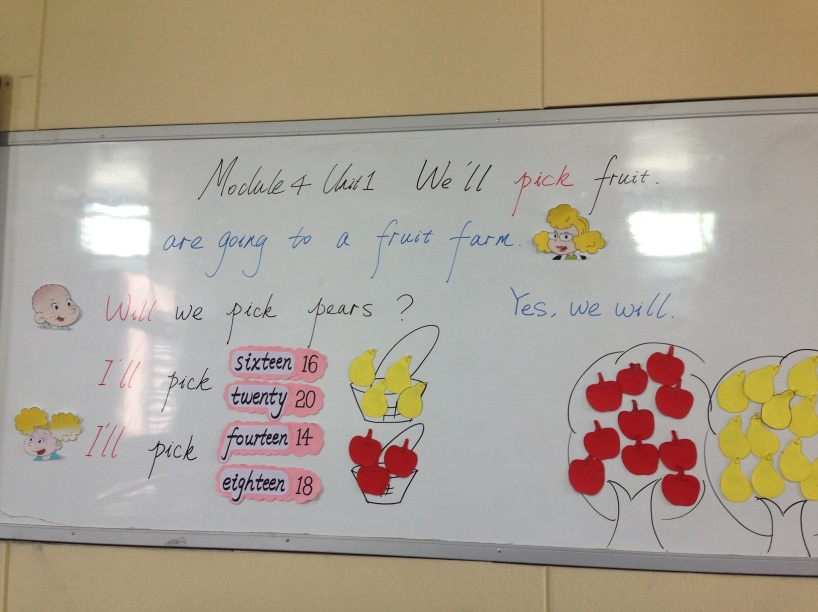 Module 4 Unit 1 We'll pick fruit.
are going to a fruit farm.
Will we pick pears? Yes, we will.
I'll pick sixteen 16
twenty 20
I'll pick fourteen 14
eighteen 18